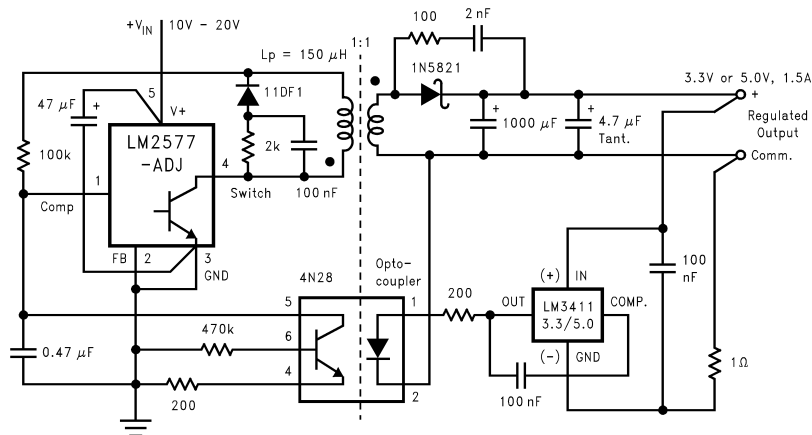 +VIN 10V - 20V
Lp = 150 μH
1:1
100
2 nF
1N5821
3.3V or 5.0V, 1.5A
+
Regulated
Output
Comm.
47 μF
+
5
V+
11DF1
LM2577
-ADJ
100k
2k
4
1
Comp
Switch
100 nF
+
1000 μF
+
4.7 μF
Tant.
FB
2
3
GND
4N28
Opto-
coupler
100
nF
(+)
IN
OUT
LM3411
3.3/5.0
COMP.
(-)
GND
200
1
5
6
4
2
470k
0.47 μF
200
100 nF
1Ω